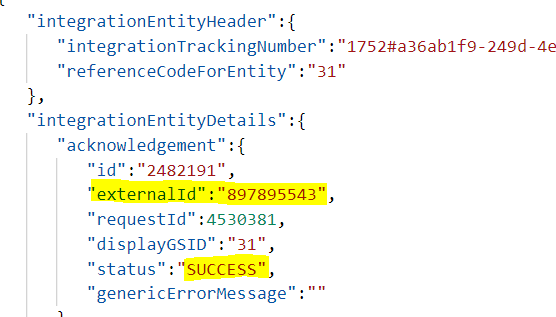 {
"integrationEntityHeader":{
"integrationTrackingNumber":"1752#a36ab1f9-249d-4e
"referenceCodeForEntity":"31"
},
"integrationEntityDetails":{
"acknowledgement":{
"id":"2482191",
"externalId":"897895543",
"requestId":4530381,
"displayGSID":"31",
"status":"SUCCESS",
"genericErrorMessage":""
}